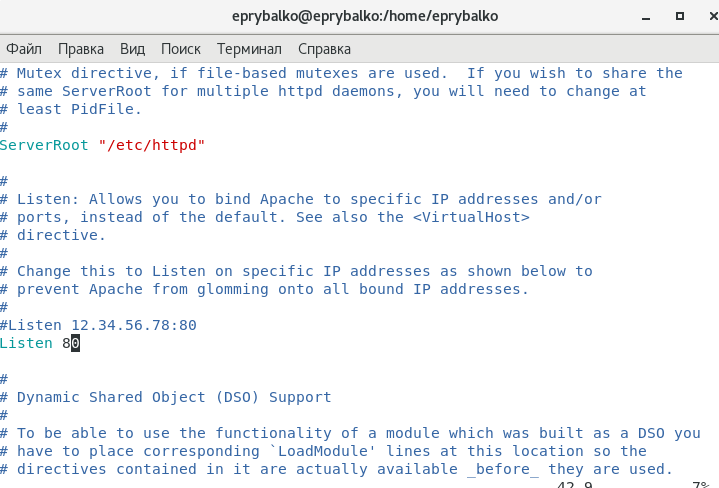 eprybalko@eprybalko:/home/eprybalko
Файл Правка Вид Поиск Терминал Справка
# Mutex directive, if file-based mutexes are used.  If you wish to share the
# same ServerRoot for multiple httpd daemons, you will need to change at
# least PidFile.
#
ServerRoot "/etc/httpd"
#
# Listen: Allows you to bind Apache to specific IP addresses and/or
# ports, instead of the default. See also the <VirtualHost>
# directive.
#
# Change this to Listen on specific IP addresses as shown below to
# prevent Apache from glomming onto all bound IP addresses.
#
#Listen 12.34.56.78:80
Listen 80
#
# Dynamic Shared Object (DSO) Support
#
# To be able to use the functionality of a module which was built as a DSO you
# have to place corresponding `LoadModule' lines at this location so the
# directives contained in it are actually available _before_ they are used.
42,9 7%